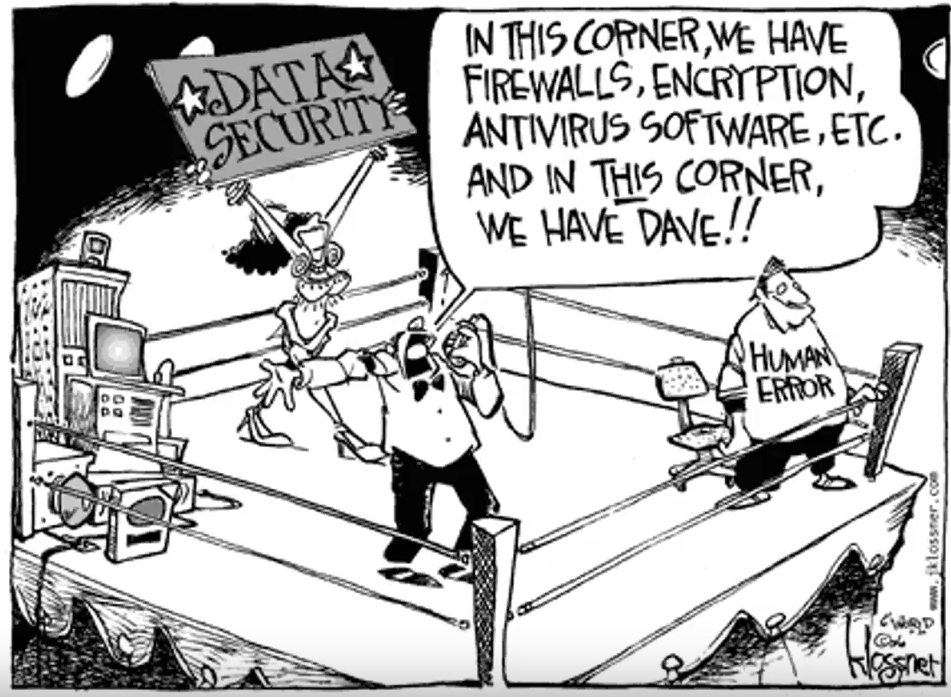 DATA
SECURITY
IN THIS CORNER, WE HAVE
FIREWALLS, ENCRYPTION,
ANTIVIRUS SOFTWARE, ETC.
AND IN THIS CORNER,
WE HAVE DAVE!!
HUMAN
ERROR
www.jklossner.com
klossner